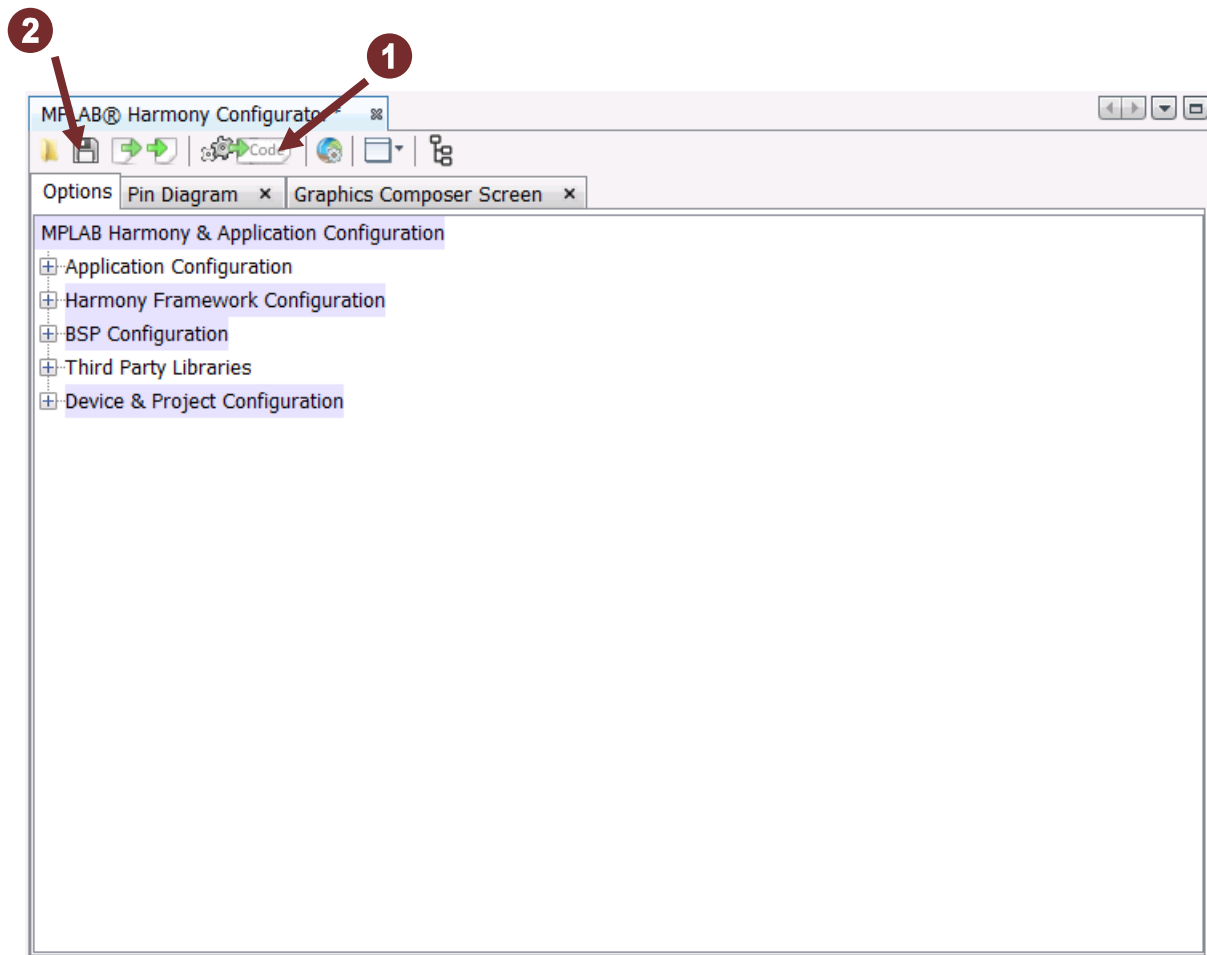 2
1
MPLAB® Harmony Configurator*
Code
Options Pin Diagram × Graphics Composer Screen ×
MPLAB Harmony & Application Configuration
Application Configuration
Harmony Framework Configuration
BSP Configuration
Third Party Libraries
Device & Project Configuration